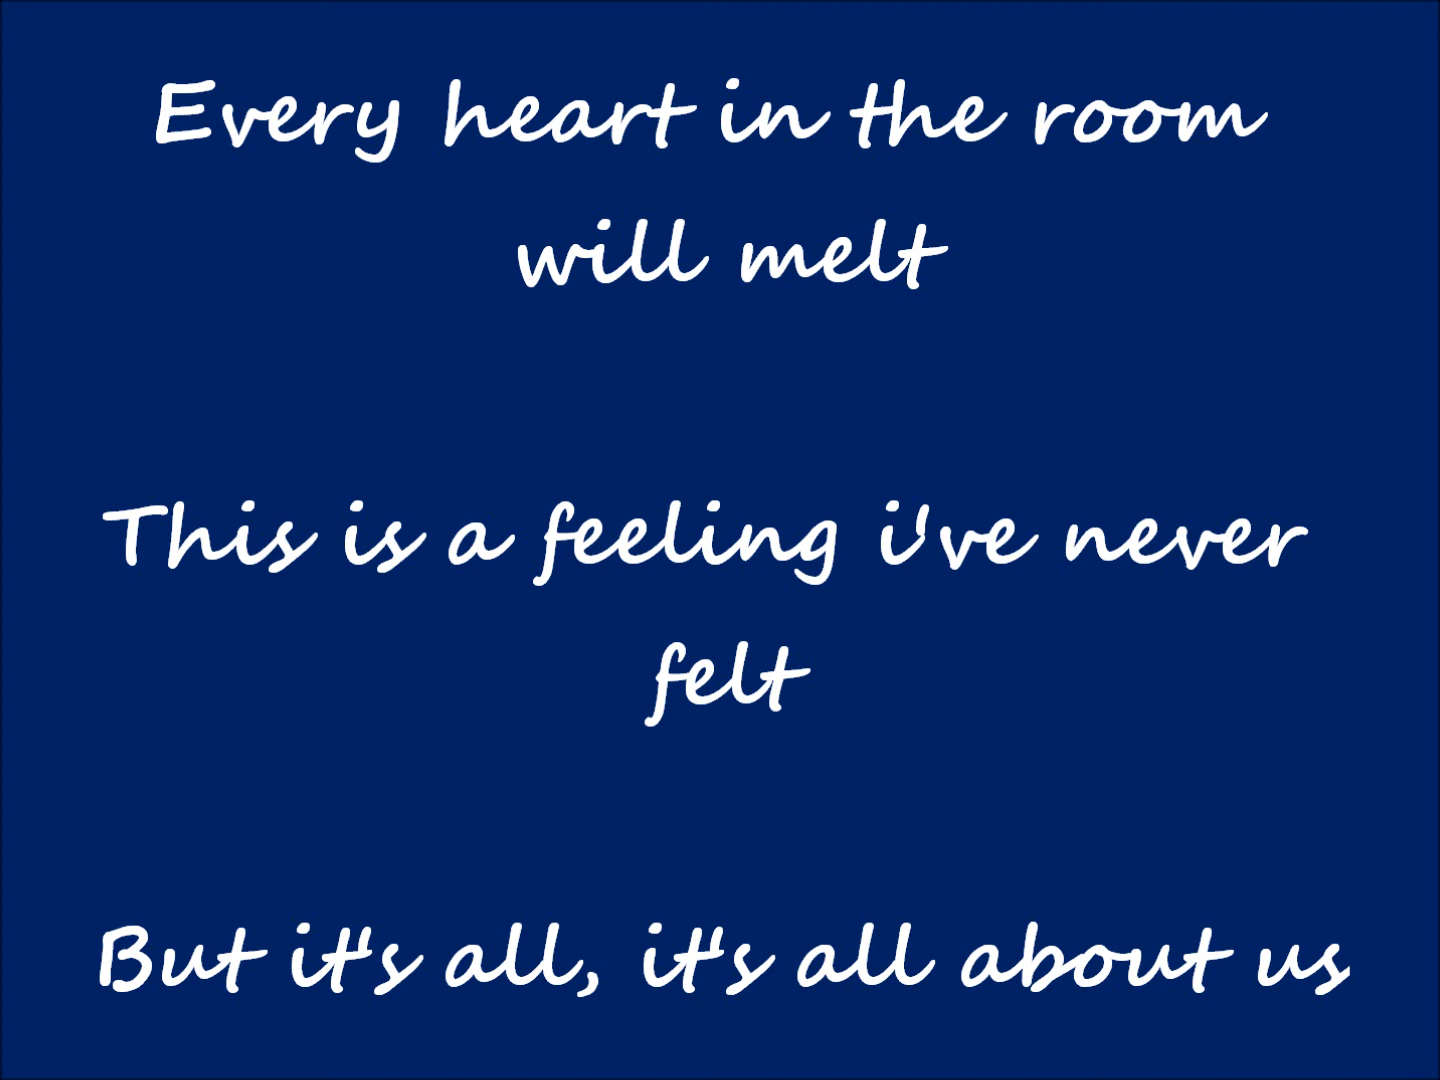 Every heart in the room
will melt
This is a feeling i've never
felt
But it's all, it's all about us